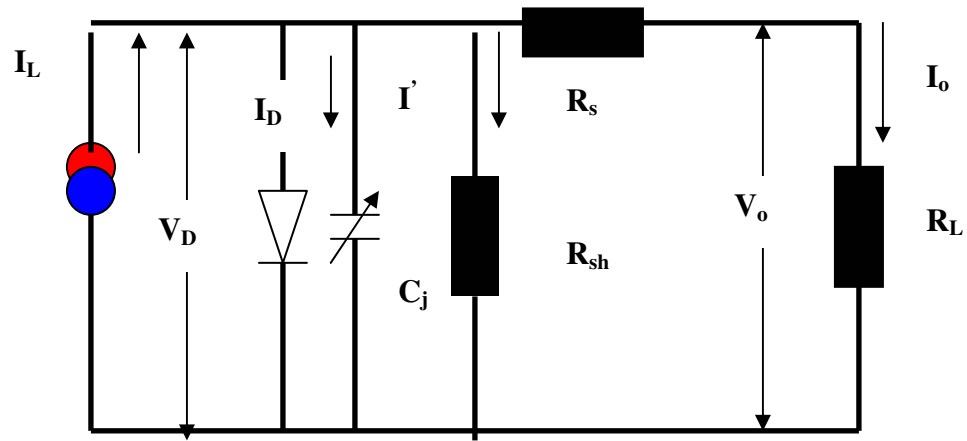 I_L
V_D
I_D
I'
C_j
R_s
R_sh
V_o
I_o
R_L